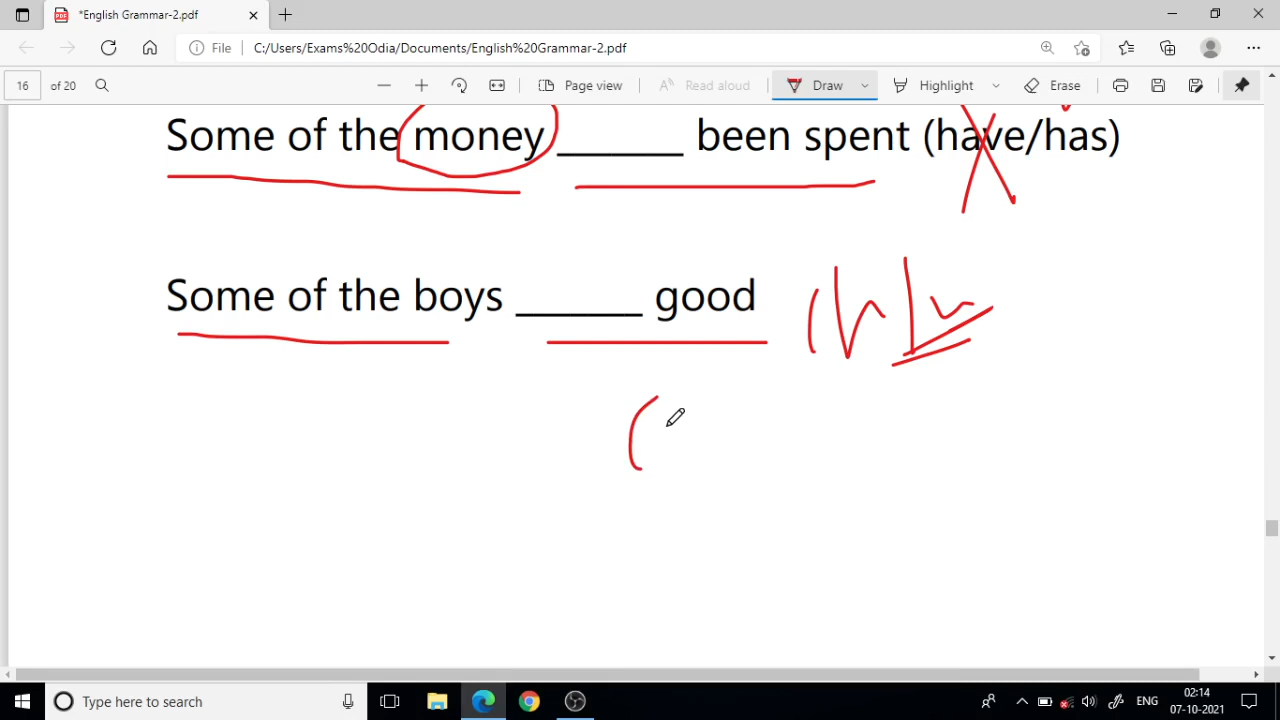 *English Grammar-2.pdf
File C:/Users/Exams%20Odia/Documents/English%20Grammar-2.pdf
16 of 20 Page view Read aloud Draw Highlight Erase
Some of the money ______ been spent (have/has)
Some of the boys ______ good
Type here to search
ENG
02:14
07-10-2021